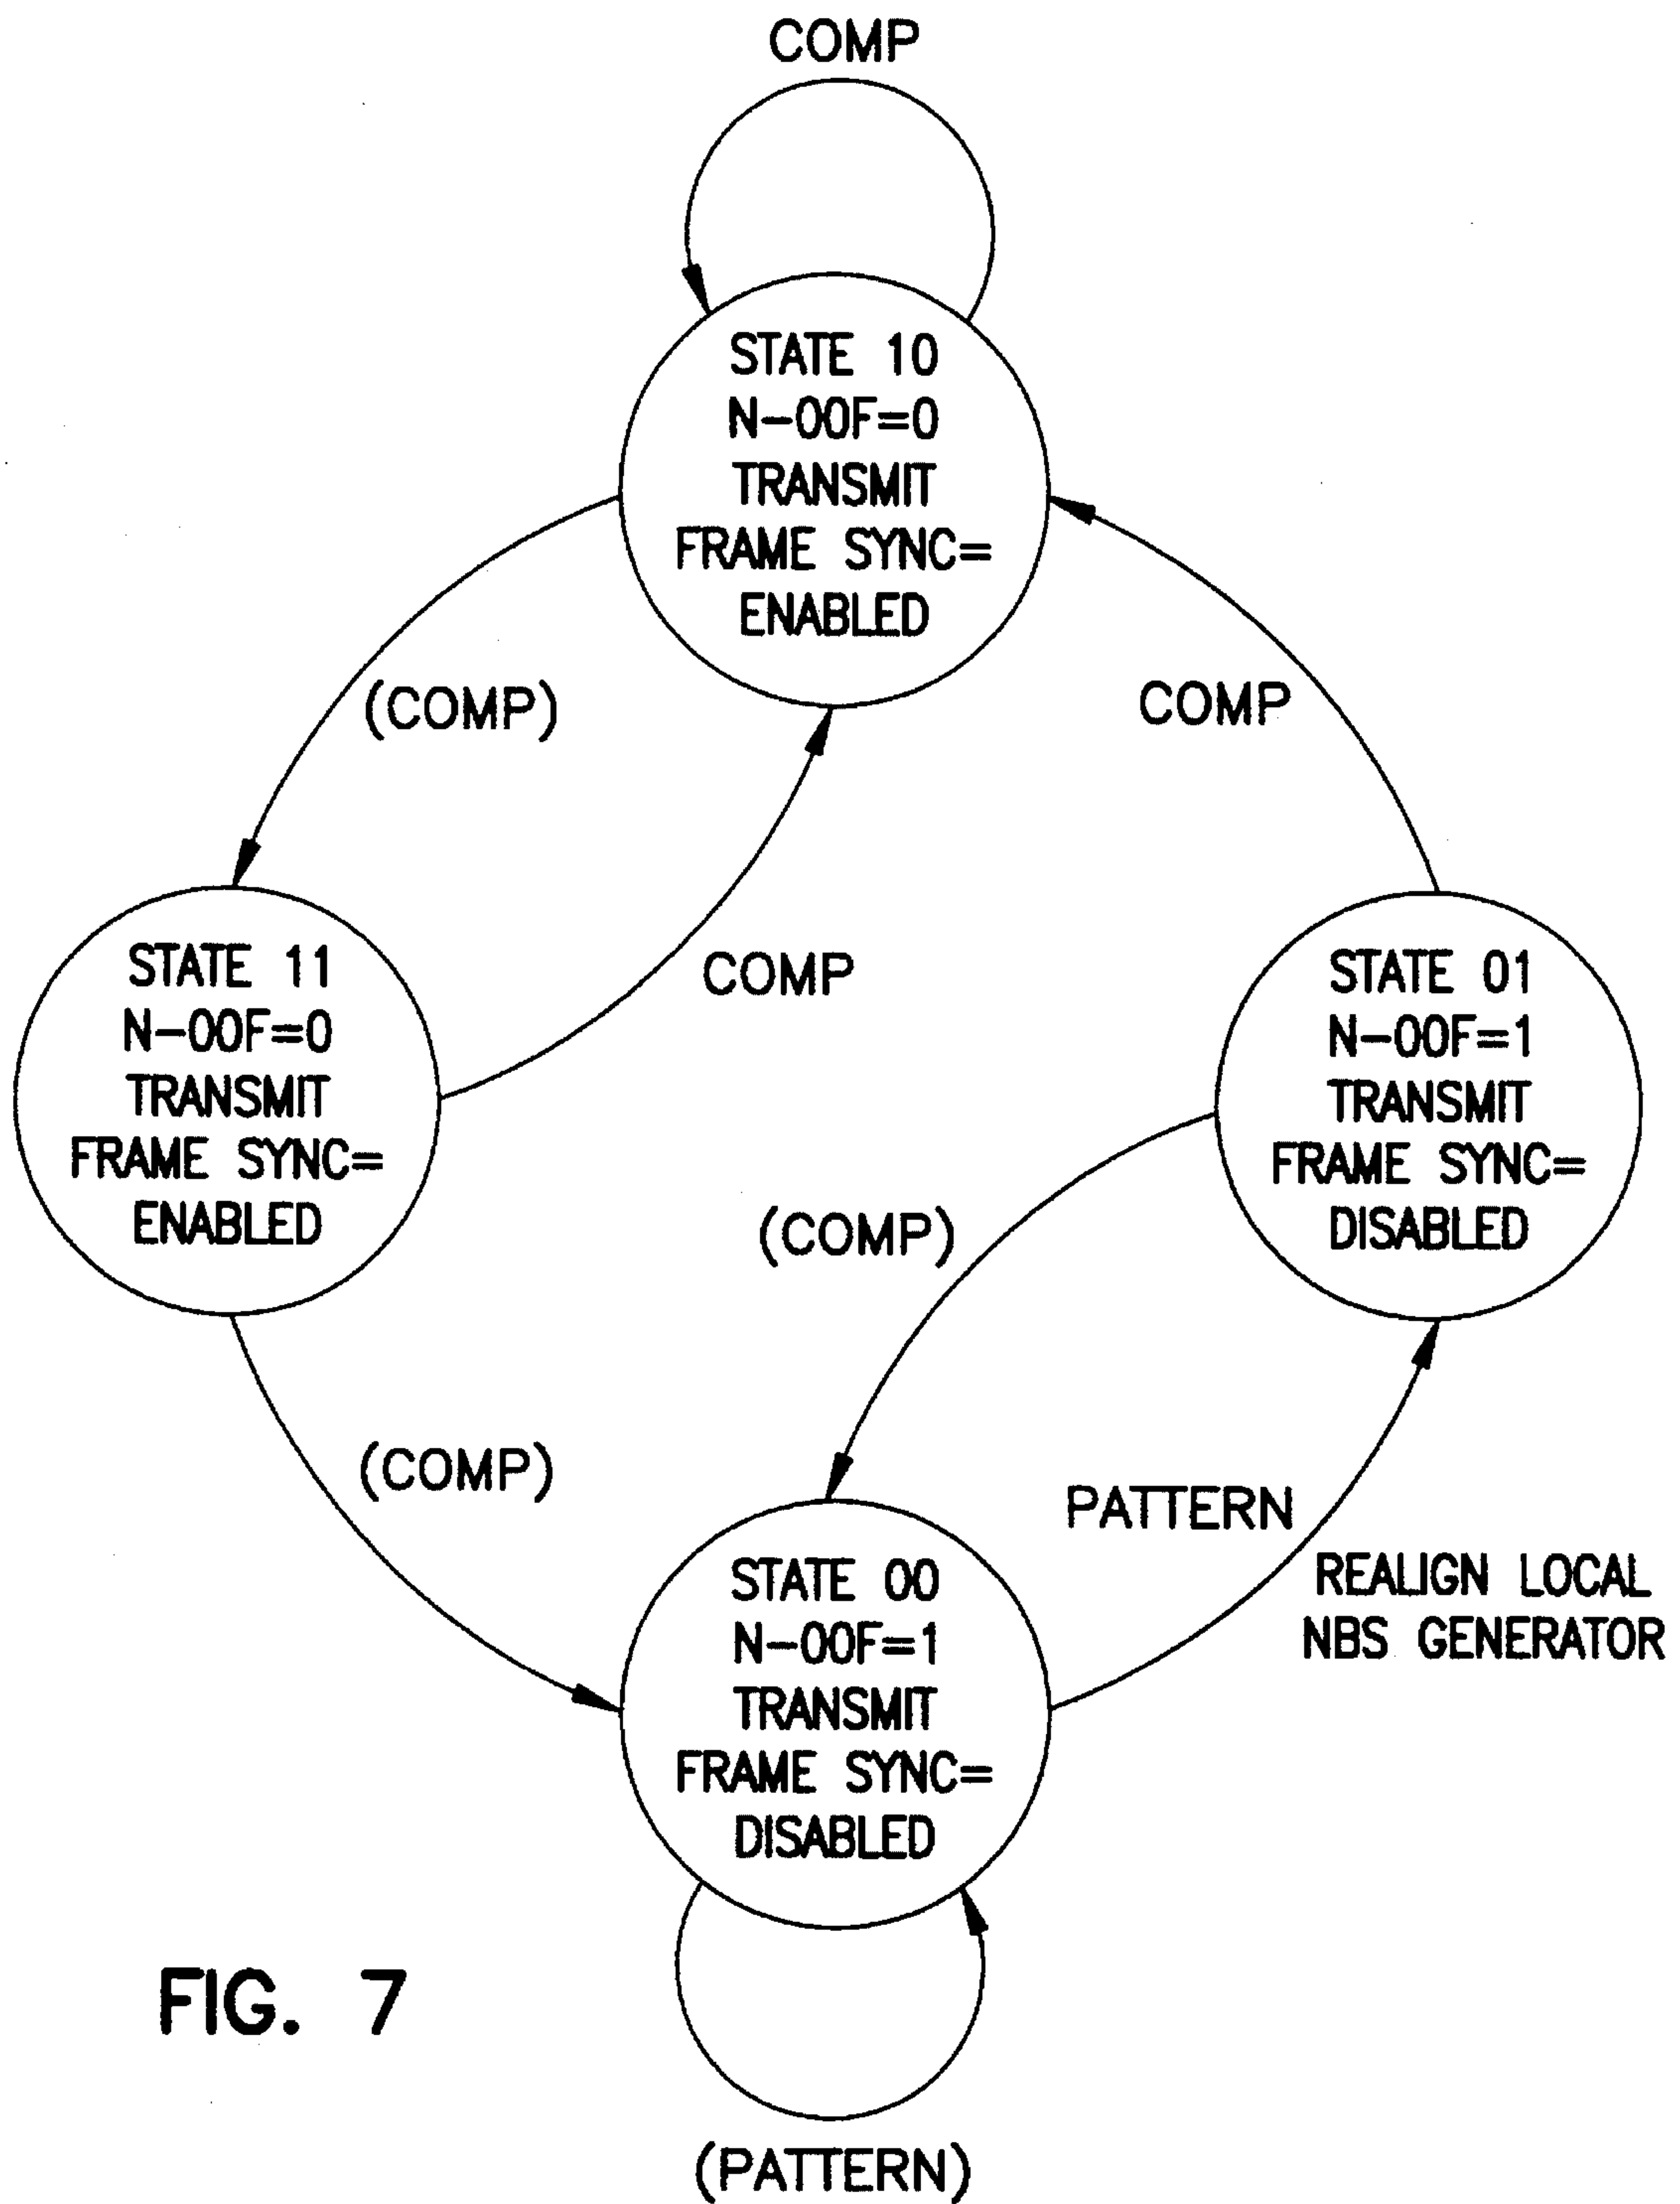 COMP
STATE 10
N-OOF=0
TRANSMIT
FRAME SYNC=
ENABLED
(COMP)
COMP
STATE 11
N-OOF=0
TRANSMIT
FRAME SYNC=
ENABLED
COMP
STATE 01
N-OOF=1
TRANSMIT
FRAME SYNC=
DISABLED
(COMP)
(COMP)
PATTERN
REALIGN LOCAL
NBS GENERATOR
STATE 00
N-OOF=1
TRANSMIT
FRAME SYNC=
DISABLED
FIG. 7
(PATTERN)